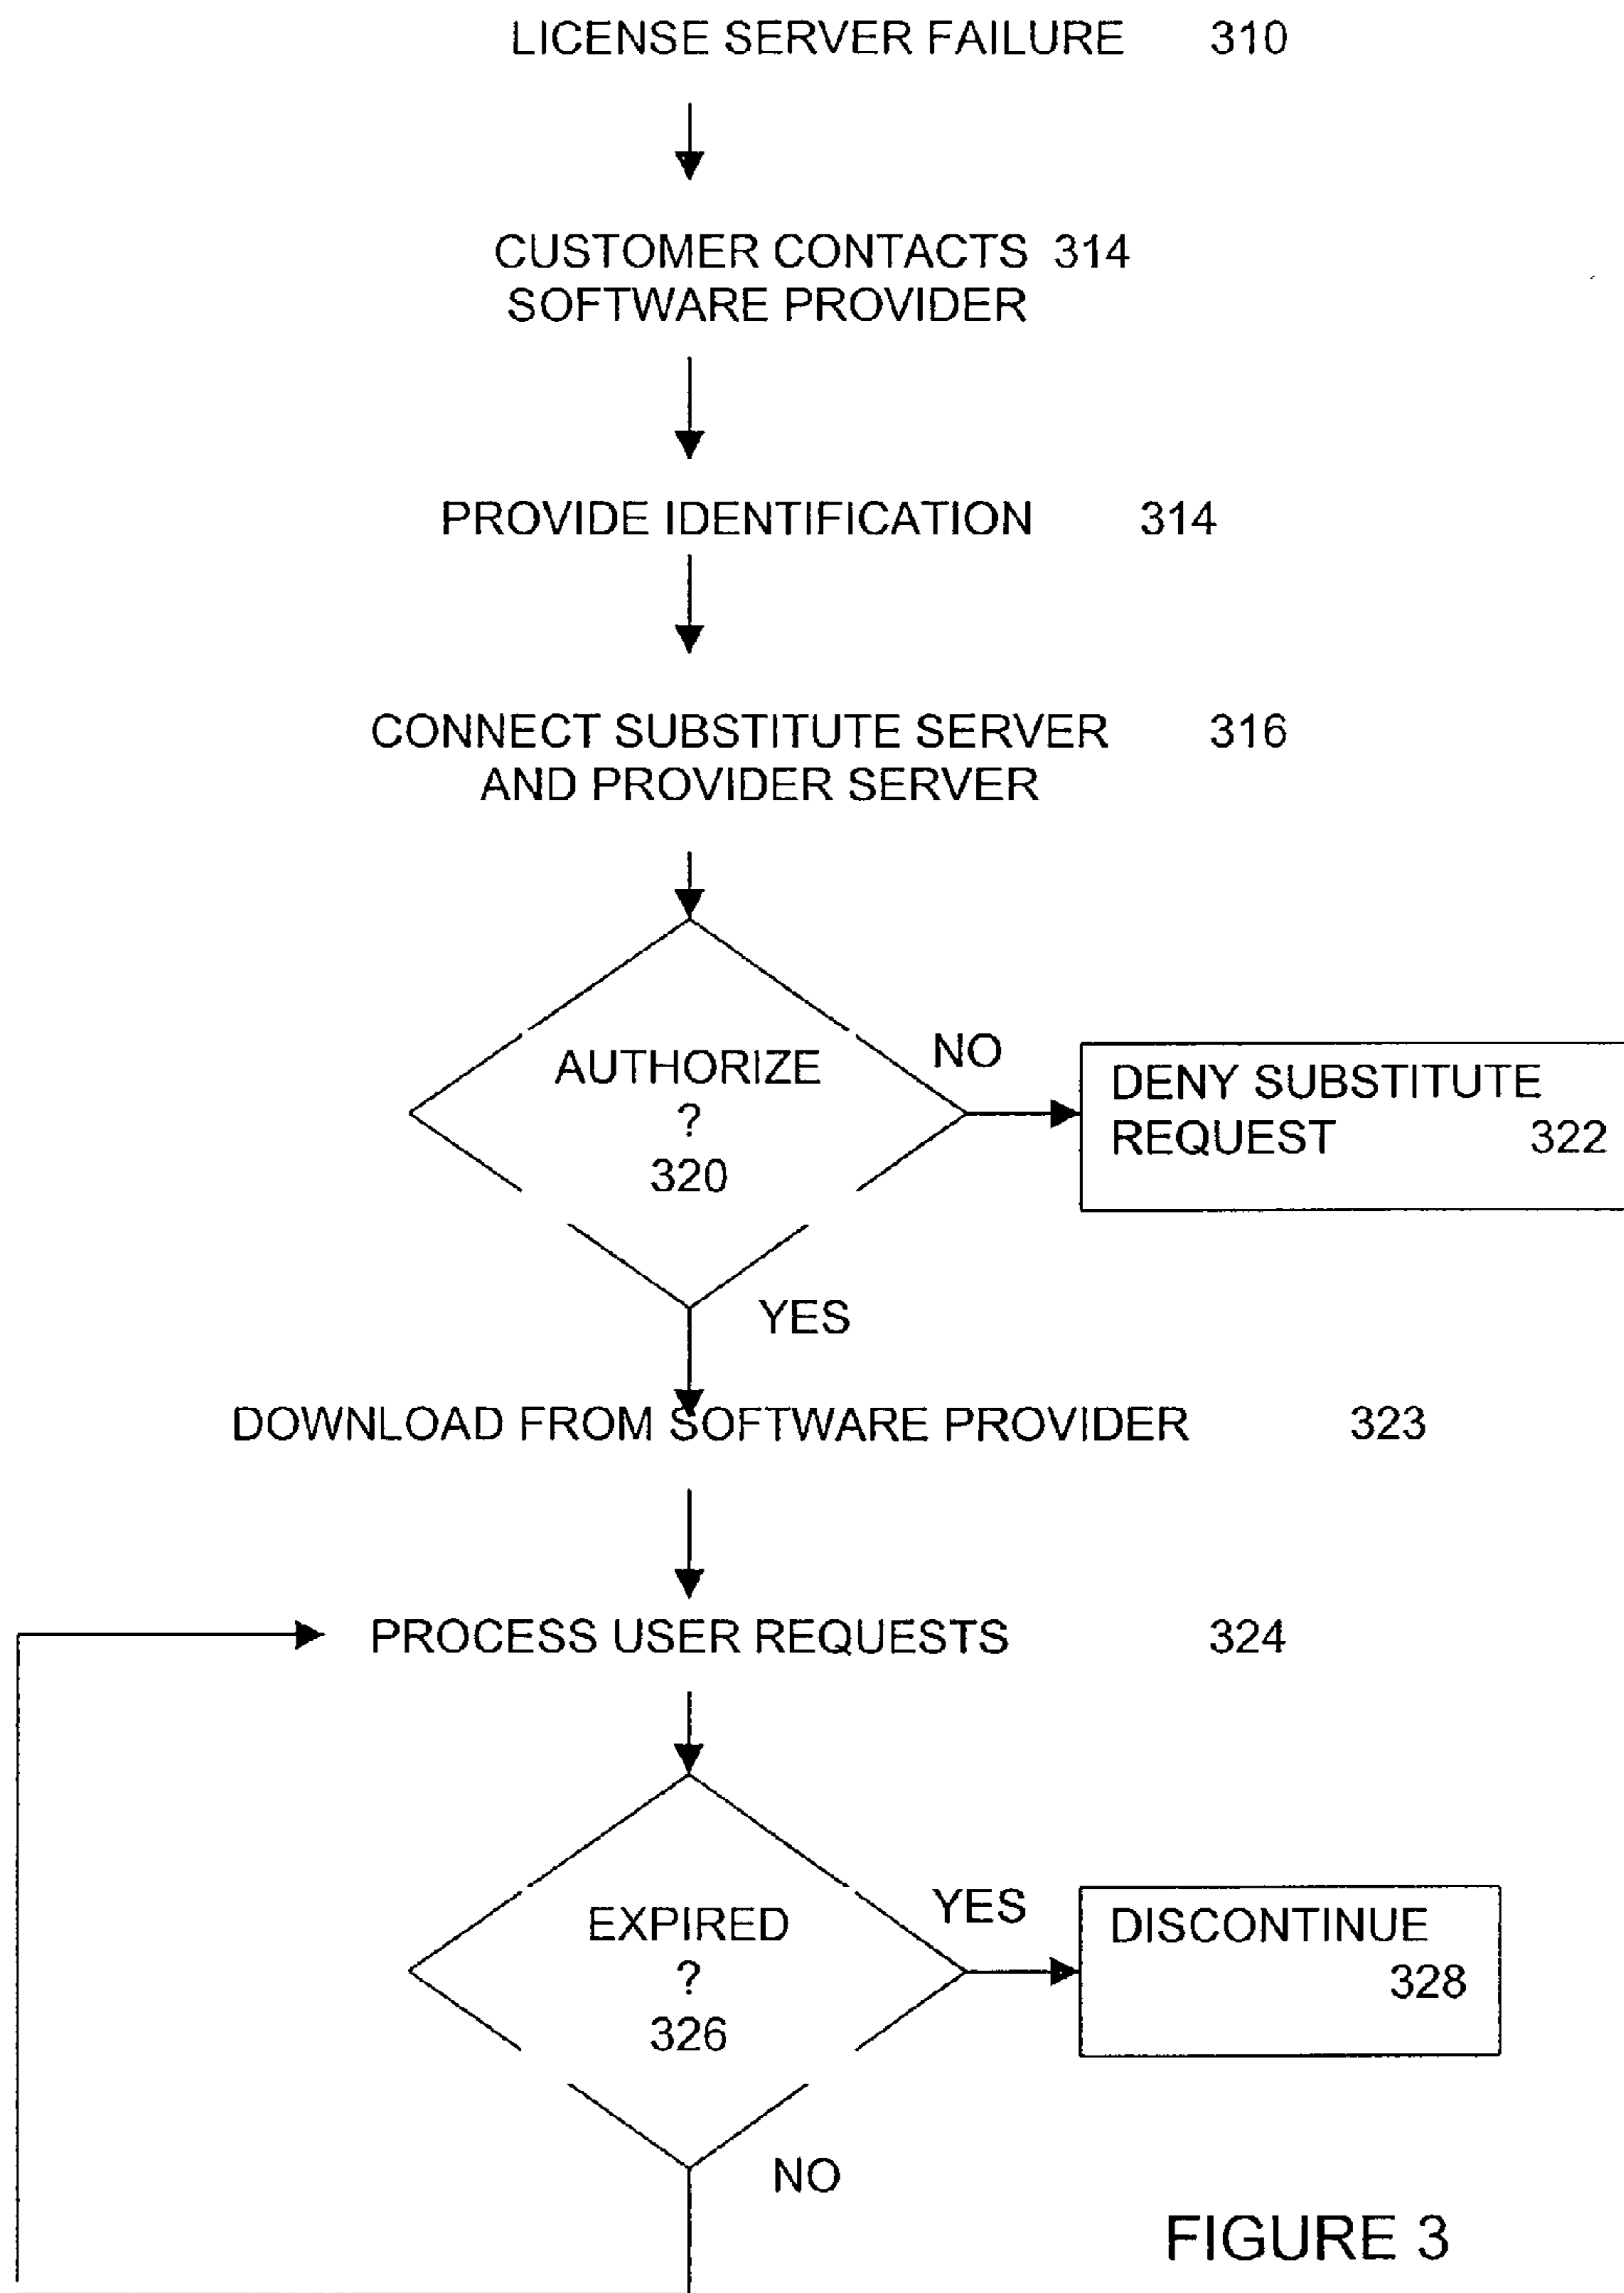 LICENSE SERVER FAILURE 310
CUSTOMER CONTACTS 314
SOFTWARE PROVIDER
PROVIDE IDENTIFICATION 314
CONNECT SUBSTITUTE SERVER 316
AND PROVIDER SERVER
AUTHORIZE
?
320
NO
DENY SUBSTITUTE
REQUEST 322
YES
DOWNLOAD FROM SOFTWARE PROVIDER 323
PROCESS USER REQUESTS 324
EXPIRED
?
326
YES
DISCONTINUE
328
NO
FIGURE 3